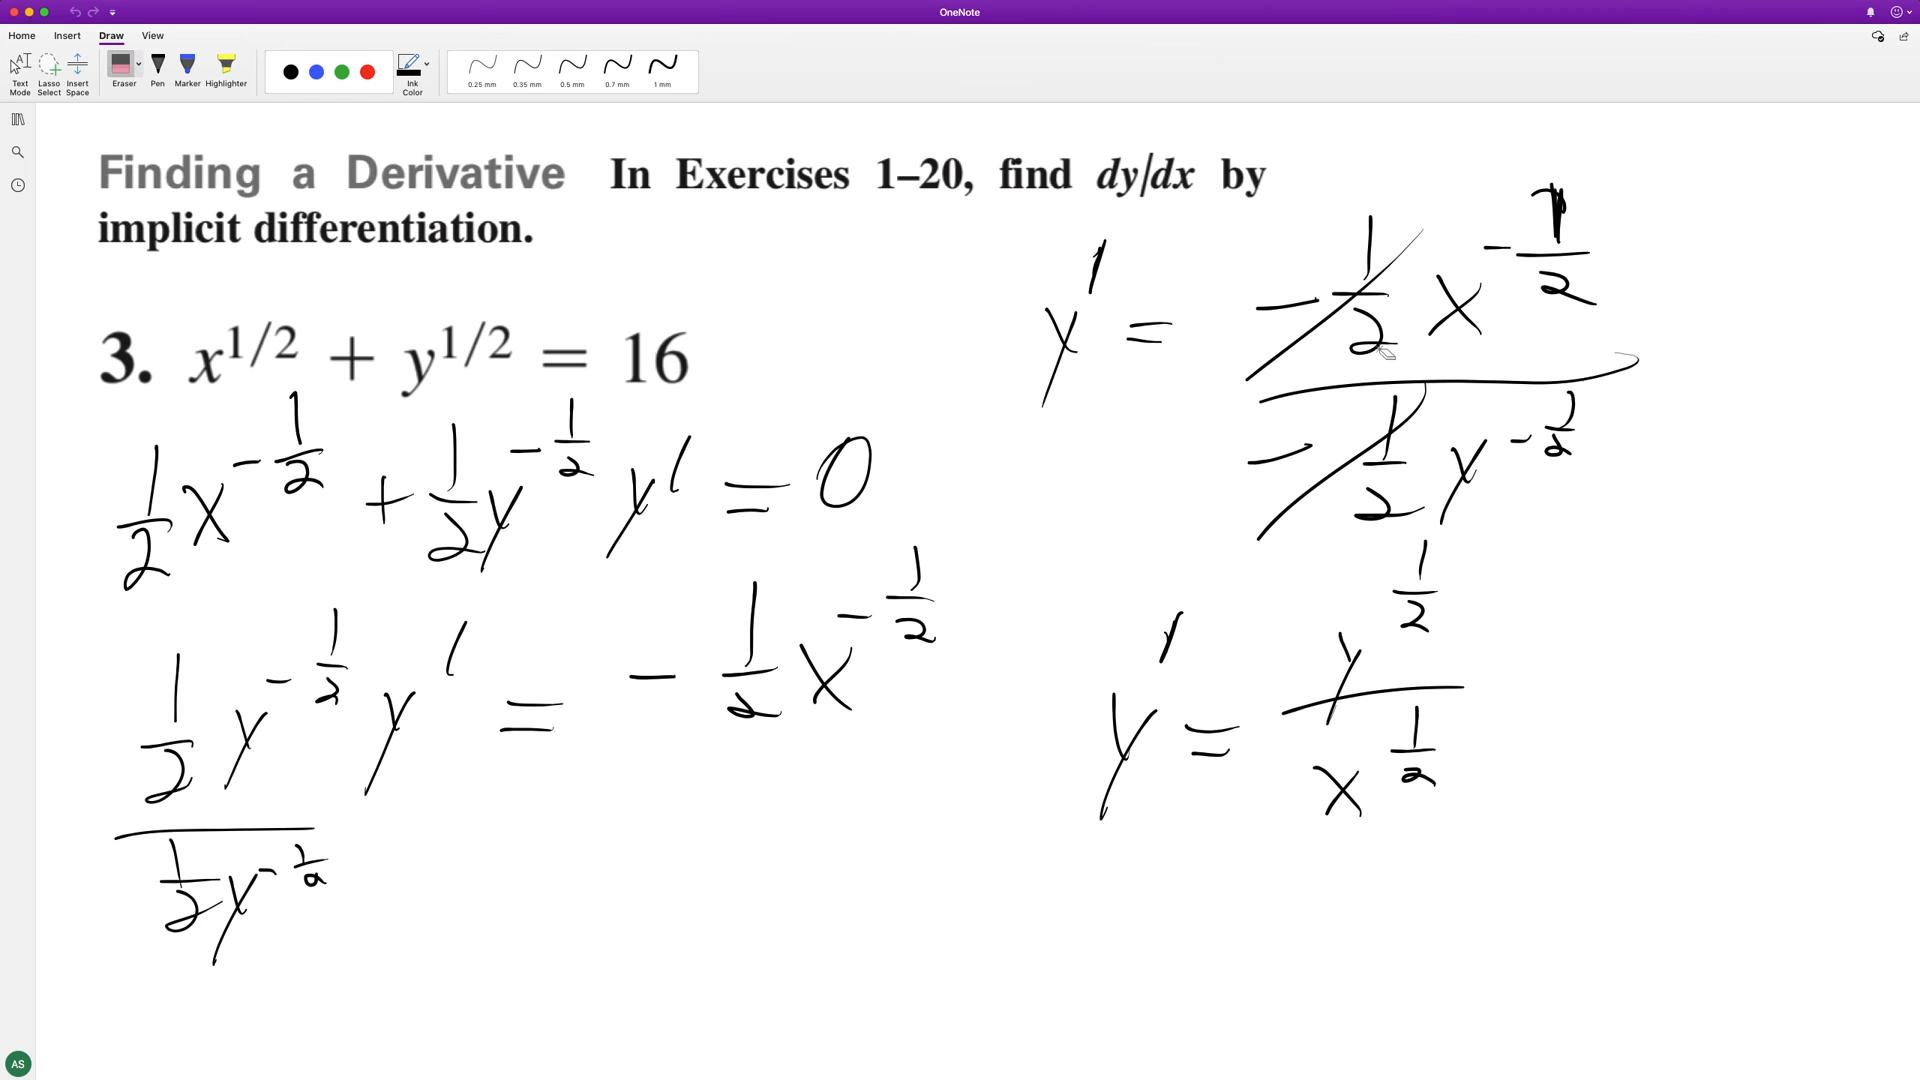 OneNote
Home Insert Draw View
Text Mode Lasso Select Insert Space Eraser Pen Marker Highlighter Ink Color 0.25 mm 0.35 mm 0.5 mm 0.7 mm 1 mm
Finding a Derivative In Exercises 1–20, find dy/dx by
implicit differentiation.
3. x^{1/2} + y^{1/2} = 16
1/2 x^{-1/2} + 1/2 y^{-1/2} y' = 0
1/2 y^{-1/2} y' = - 1/2 x^{-1/2}
1/2 y^{-1/2}
y' = - 1/2 x^{-1/2}
- 1/2 y^{-1/2}
y' = y^{1/2} / x^{1/2}
AS